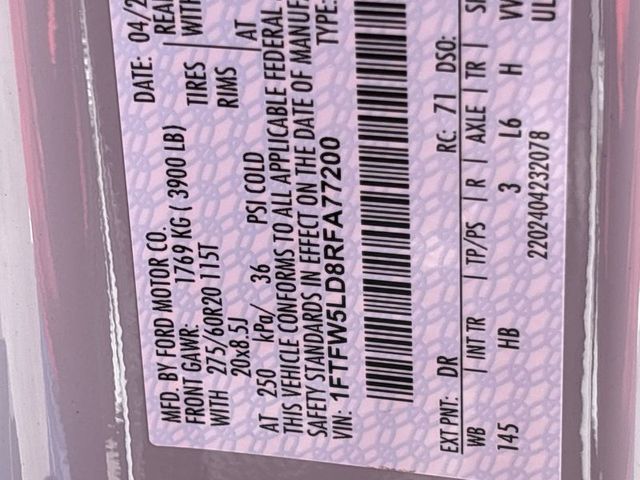 MFD. BY FORD MOTOR CO. DATE: 04/2
FRONT GAWR: 1769 KG ( 3900 LB)
WITH 275/60R20 115T TIRES WITH
20x8.5J RIMS
AT 250 kPa/ 36 PSI COLD AT
THIS VEHICLE CONFORMS TO ALL APPLICABLE FEDERAL
SAFETY STANDARDS IN EFFECT ON THE DATE OF MANUF
VIN: 1FTFW5LD8RFA77200 TYPE:
EXT PNT: DR RC: 71 DSO:
WB | INT TR | TP/PS | R | AXLE | TR |
145 HB 3 L6 H
2202404232078 UL